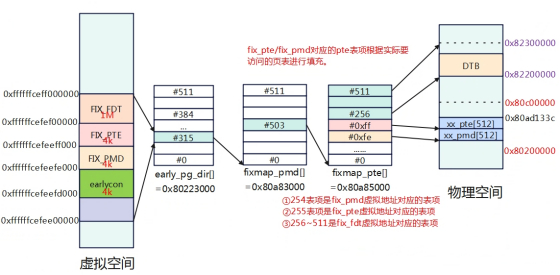 fix_pte/fix_pmd对应的pte表项根据实际要
访问的页表进行填充。
0xffffffceff000000
FIX_FDT
1M
0xffffffcefef00000
FIX_PTE
4k
0xffffffcefeeff000
FIX_PMD
4k
0xffffffcefeefe000
earlycon
4k
0xffffffcefeefd000
0xffffffcefee00000
虚拟空间
#511
#384
...
#315
#0
early_pg_dir[]
=0x80223000
#511
#503
#0
fixmap_pmd[]
=0x80a83000
#511
#256
#0xff
#0xfe
......
#0
fixmap_pte[]
=0x80a85000
①254表项是fix_pmd虚拟地址对应的表项
②255表项是fix_pte虚拟地址对应的表项
③256~511是fix_fdt虚拟地址对应的表项
0x82300000
DTB
0x82200000
0x80c00000
0x80ad133c
xx_pte[512]
xx_pmd[512]
0x80200000
物理空间